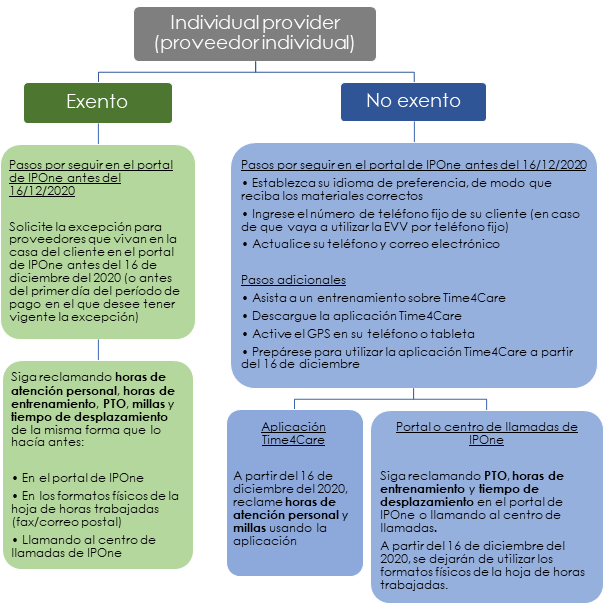 Individual provider
(proveedor individual)
Exento
No exento
Pasos por seguir en el portal
de IPOne antes del
16/12/2020
Solicite la excepción para
proveedores que vivan en la
casa del cliente en el portal
de IPOne antes del 16 de
diciembre del 2020 (o antes
del primer día del período de
pago en el que desee tener
vigente la excepción)
Siga reclamando horas de
atención personal, horas de
entrenamiento, PTO, millas y
tiempo de desplazamiento
de la misma forma que lo
hacía antes:
• En el portal de IPOne
• En los formatos físicos de la
hoja de horas trabajadas
(fax/correo postal)
• Llamando al centro de
llamadas de IPOne
Pasos por seguir en el portal de IPOne antes del 16/12/2020
• Establezca su idioma de preferencia, de modo que
reciba los materiales correctos
• Ingrese el número de teléfono fijo de su cliente (en caso
de que vaya a utilizar la EVV por teléfono fijo)
• Actualice su teléfono y correo electrónico
Pasos adicionales
• Asista a un entrenamiento sobre Time4Care
• Descargue la aplicación Time4Care
• Active el GPS en su teléfono o tableta
• Prepárese para utilizar la aplicación Time4Care a partir
del 16 de diciembre
Aplicación
Time4Care
A partir del 16 de
diciembre del 2020,
reclame horas de
atención personal y
millas usando la
aplicación
Portal o centro de llamadas de
IPOne
Siga reclamando PTO, horas de
entrenamiento y tiempo de
desplazamiento en el portal de
IPOne o llamando al centro de
llamadas.
A partir del 16 de diciembre del
2020, se dejarán de utilizar los
formatos físicos de la hoja de horas
trabajadas.